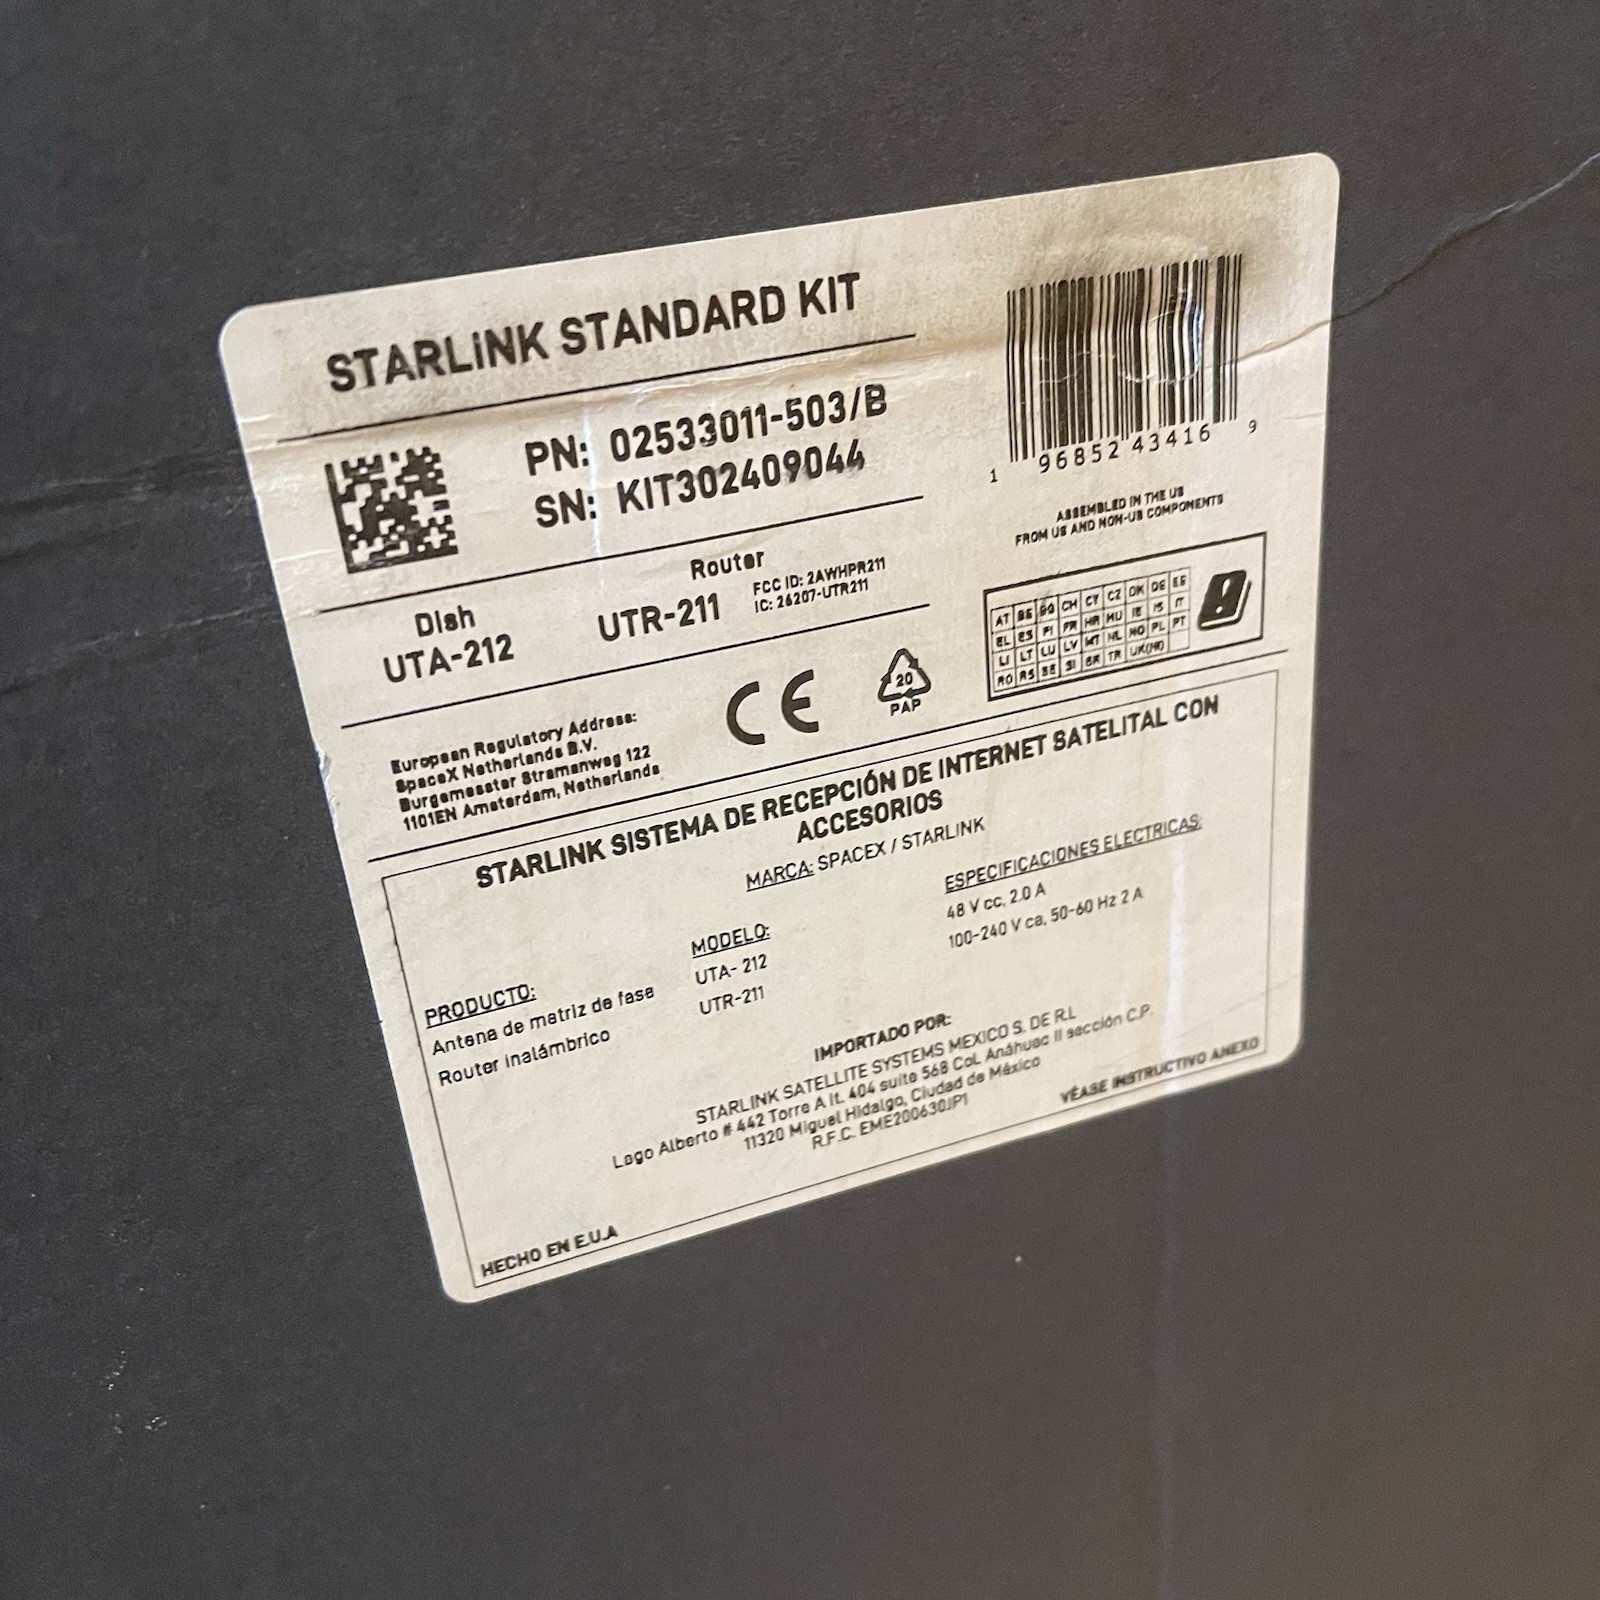 STARLINK STANDARD KIT
PN: 02533011-503/B
SN: KIT302409044
1 96852 43416 9
ASSEMBLED IN THE US
FROM US AND NON-US COMPONENTS
Dish
UTA-212
Router
UTR-211
FCC ID: 2AWHPR211
IC: 26207-UTR211
AT BE BG CH CY CZ DK DE EE
EL ES FI FR HR HU IE IS IT
LI LT LU LV MT NL NO PL PT
RO RS SE SI SK TR UK(NI)
European Regulatory Address:
SpaceX Netherlands B.V.
Burgemeester Stramanweg 122
1101EN Amsterdam, Netherlands
CE
20
PAP
STARLINK SISTEMA DE RECEPCIÓN DE INTERNET SATELITAL CON
ACCESORIOS
MARCA: SPACEX / STARLINK
PRODUCTO:
Antena de matriz de fase
Router inalámbrico
MODELO:
UTA- 212
UTR-211
ESPECIFICACIONES ELECTRICAS:
48 V cc, 2.0 A
100-240 V ca, 50-60 Hz 2 A
IMPORTADO POR:
STARLINK SATELLITE SYSTEMS MEXICO S. DE R.L
Lago Alberto # 442 Torre A It. 404 suite 568 Col. Anáhuac II sección C.P.
11320 Miguel Hidalgo, Ciudad de México
R.F.C. EME200630JP1
VÉASE INSTRUCTIVO ANEXO
HECHO EN E.U.A